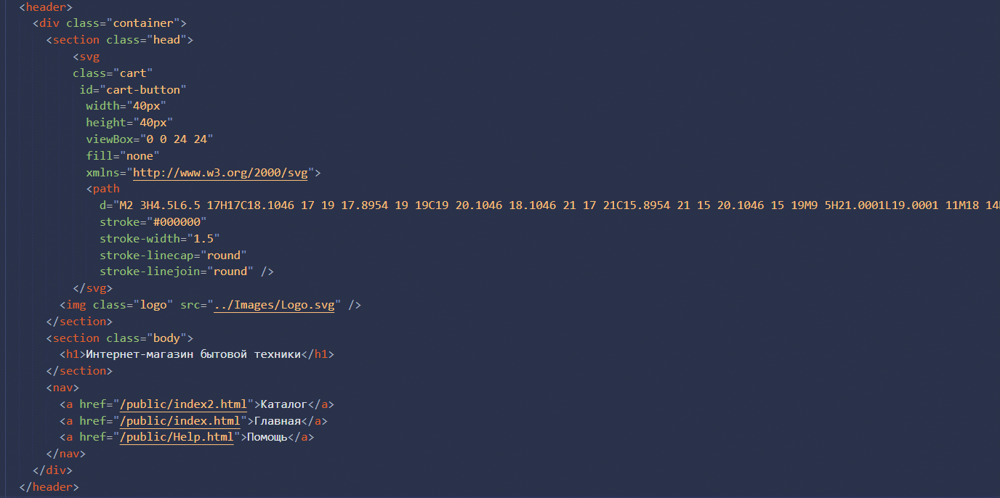 <header>
<div class="container">
<section class="head">
<svg
class="cart"
id="cart-button"
width="40px"
height="40px"
viewBox="0 0 24 24"
fill="none"
xmlns="http://www.w3.org/2000/svg">
<path
d="M2 3H4.5L6.5 17H17C18.1046 17 19 17.8954 19 19C19 20.1046 18.1046 21 17 21C15.8954 21 15 20.1046 15 19M9 5H21.0001L19.0001 11M18 14
stroke="#000000"
stroke-width="1.5"
stroke-linecap="round"
stroke-linejoin="round" />
</svg>
<img class="logo" src="../Images/Logo.svg" />
</section>
<section class="body">
<h1>Интернет-магазин бытовой техники</h1>
</section>
<nav>
<a href="/public/index2.html">Каталог</a>
<a href="/public/index.html">Главная</a>
<a href="/public/Help.html">Помощь</a>
</nav>
</div>
</header>